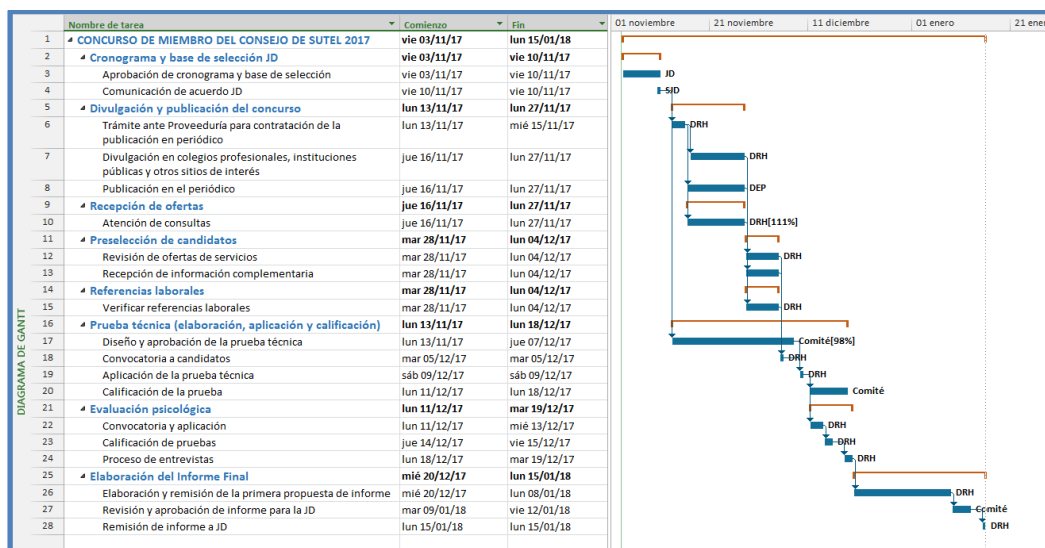 Nombre de tarea Comienzo Fin 01 noviembre 21 noviembre 11 diciembre 01 enero 21 ener
1 CONCURSO DE MIEMBRO DEL CONSEJO DE SUTEL 2017 vie 03/11/17 lun 15/01/18
2 Cronograma y base de selección JD vie 03/11/17 vie 10/11/17
3 Aprobación de cronograma y base de selección vie 03/11/17 vie 10/11/17 JD
4 Comunicación de acuerdo JD vie 10/11/17 vie 10/11/17 SJD
5 Divulgación y publicación del concurso lun 13/11/17 lun 27/11/17
6 Trámite ante Proveeduría para contratación de la lun 13/11/17 mié 15/11/17 DRH
publicación en periódico
7 Divulgación en colegios profesionales, instituciones jue 16/11/17 lun 27/11/17 DRH
públicas y otros sitios de interés
8 Publicación en el periódico jue 16/11/17 lun 27/11/17 DEP
9 Recepción de ofertas jue 16/11/17 lun 27/11/17
10 Atención de consultas jue 16/11/17 lun 27/11/17 DRH[111%]
11 Preselección de candidatos mar 28/11/17 lun 04/12/17
12 Revisión de ofertas de servicios mar 28/11/17 lun 04/12/17 DRH
13 Recepción de información complementaria mar 28/11/17 lun 04/12/17
14 Referencias laborales mar 28/11/17 lun 04/12/17
15 Verificar referencias laborales mar 28/11/17 lun 04/12/17 DRH
16 Prueba técnica (elaboración, aplicación y calificación) lun 13/11/17 lun 18/12/17
17 Diseño y aprobación de la prueba técnica lun 13/11/17 jue 07/12/17 Comité[98%]
18 Convocatoria a candidatos mar 05/12/17 mar 05/12/17 DRH
19 Aplicación de la prueba técnica sáb 09/12/17 sáb 09/12/17 DRH
20 Calificación de la prueba lun 11/12/17 lun 18/12/17 Comité
21 Evaluación psicológica lun 11/12/17 mar 19/12/17
22 Convocatoria y aplicación lun 11/12/17 mié 13/12/17 DRH
23 Calificación de pruebas jue 14/12/17 vie 15/12/17 DRH
24 Proceso de entrevistas lun 18/12/17 mar 19/12/17 DRH
25 Elaboración del Informe Final mié 20/12/17 lun 15/01/18
26 Elaboración y remisión de la primera propuesta de informe mié 20/12/17 lun 08/01/18 DRH
27 Revisión y aprobación de informe para la JD mar 09/01/18 vie 12/01/18 Comité
28 Remisión de informe a JD lun 15/01/18 lun 15/01/18 DRH
DIAGRAMA DE GANTT